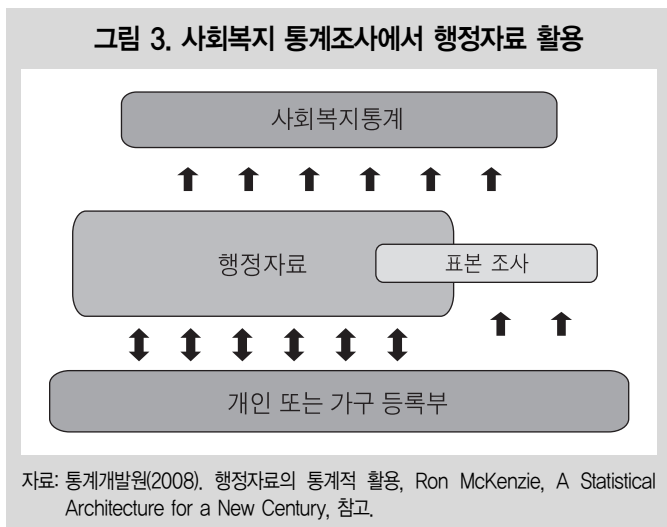 그림 3. 사회복지 통계조사에서 행정자료 활용
사회복지통계
행정자료
표본 조사
개인 또는 가구 등록부
자료: 통계개발원(2008). 행정자료의 통계적 활용, Ron McKenzie, A Statistical
Architecture for a New Century, 참고.